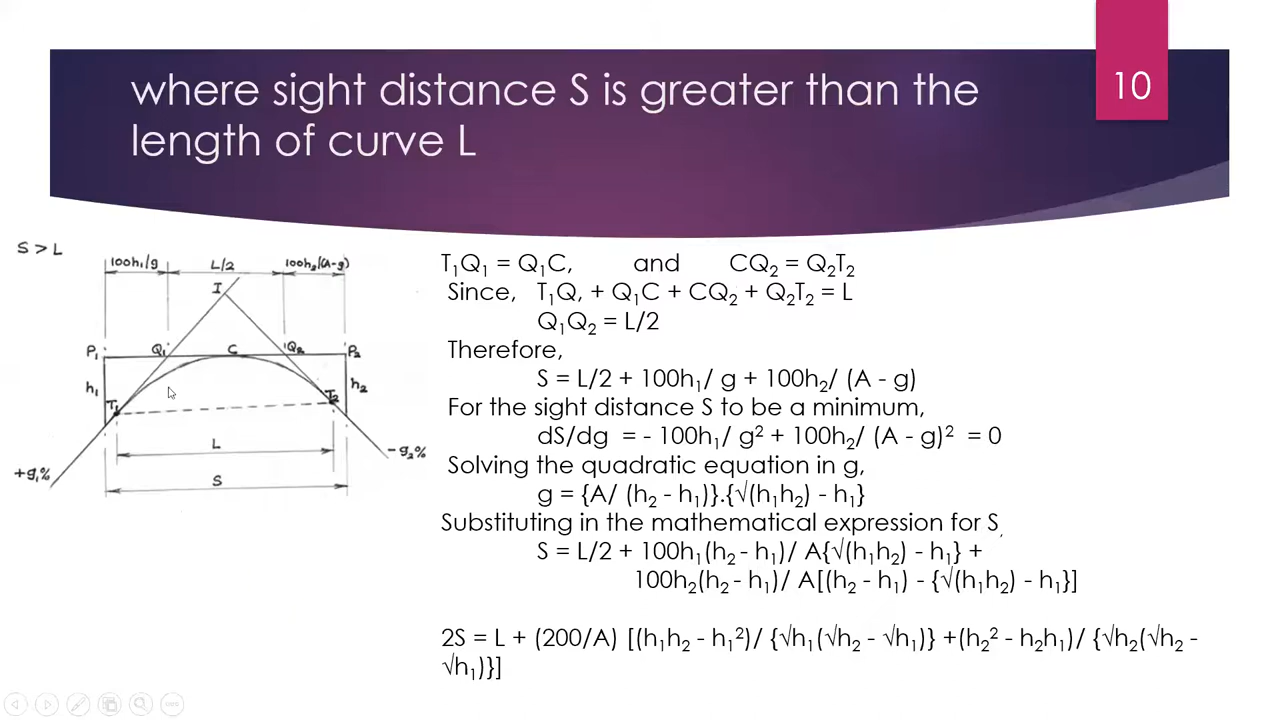 where sight distance S is greater than the
length of curve L
10
S > L
100h₁/g
L/2
100h₂/(A-g)
I
P₁
Q₁
C
Q₂
P₂
h₁
h₂
T₁
T₂
L
S
+g₁%
-g₂%
T₁Q₁ = Q₁C, and CQ₂ = Q₂T₂
Since, T₁Q, + Q₁C + CQ₂ + Q₂T₂ = L
Q₁Q₂ = L/2
Therefore,
S = L/2 + 100h₁/ g + 100h₂/ (A - g)
For the sight distance S to be a minimum,
dS/dg = - 100h₁/ g² + 100h₂/ (A - g)² = 0
Solving the quadratic equation in g,
g = {A/ (h₂ - h₁)}.{√(h₁h₂) - h₁}
Substituting in the mathematical expression for S,
S = L/2 + 100h₁(h₂ - h₁)/ A{√(h₁h₂) - h₁} +
100h₂(h₂ - h₁)/ A[(h₂ - h₁) - {√(h₁h₂) - h₁}]
2S = L + (200/A) [(h₁h₂ - h₁²)/ {√h₁(√h₂ - √h₁)} +(h₂² - h₂h₁)/ {√h₂(√h₂ -
√h₁)}]